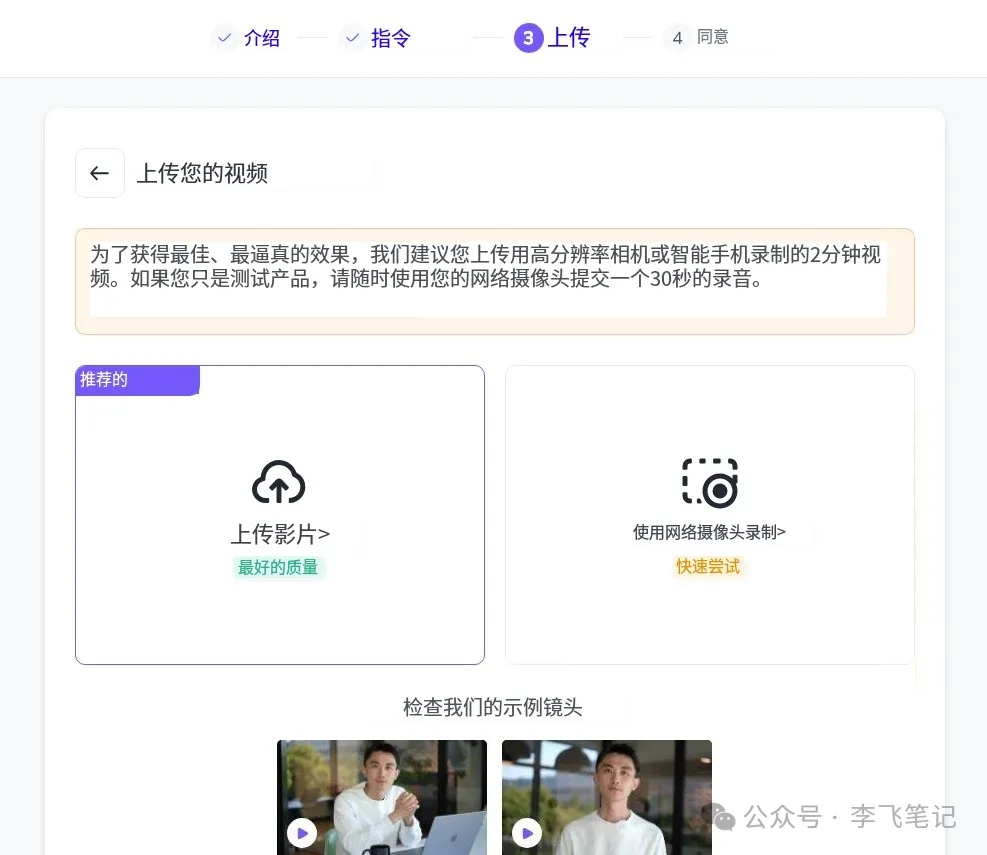 介绍
指令
3 上传
4 同意
上传您的视频
为了获得最佳、最逼真的效果，我们建议您上传用高分辨率相机或智能手机录制的2分钟视
频。如果您只是测试产品，请随时使用您的网络摄像头提交一个30秒的录音。
推荐的
上传影片>
最好的质量
使用网络摄像头录制>
快速尝试
检查我们的示例镜头
公众号 · 李飞笔记